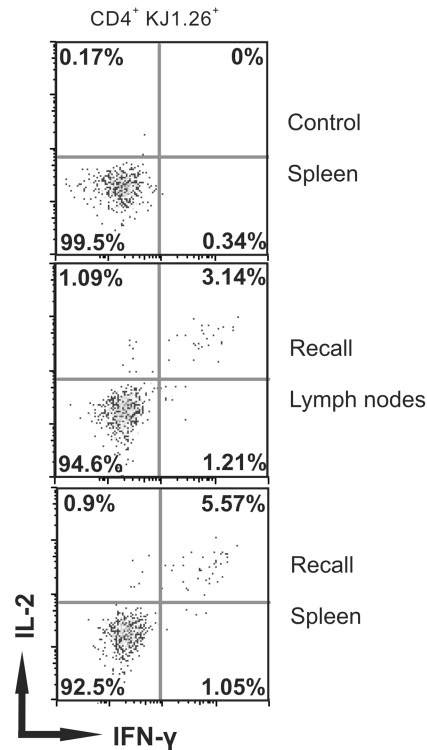 CD4⁺ KJ1.26⁺
0.17% 0%
Control
Spleen
99.5% 0.34%
1.09% 3.14%
Recall
Lymph nodes
94.6% 1.21%
0.9% 5.57%
Recall
Spleen
92.5% 1.05%
IL-2
IFN-γ